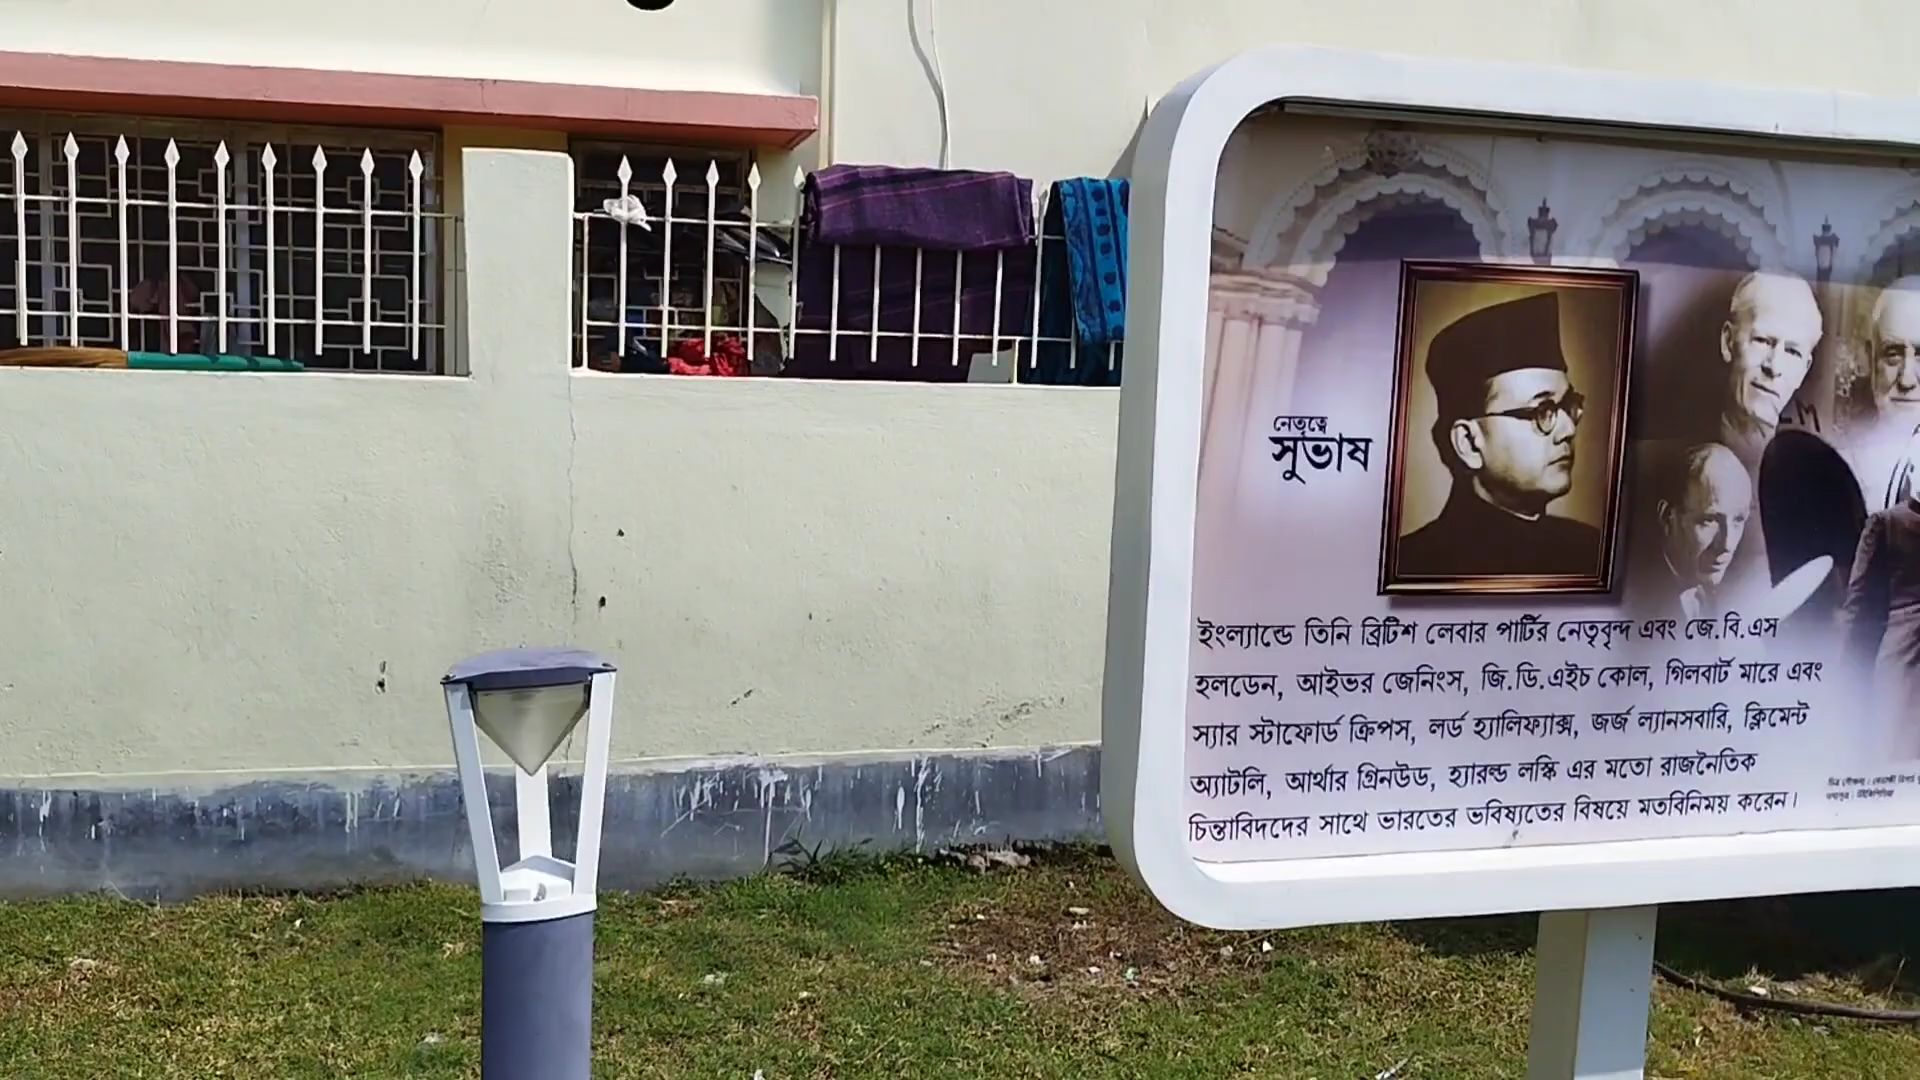 নেতৃত্বে
সুভাষ
ইংল্যান্ডে তিনি ব্রিটিশ লেবার পার্টির নেতৃবৃন্দ এবং জে.বি.এস
হলডেন, আইভর জেনিংস, জি.ডি.এইচ কোল, গিলবার্ট মারে এবং
স্যার স্টাফোর্ড ক্রিপস, লর্ড হ্যালিফ্যাক্স, জর্জ ল্যানসবারি, ক্লিমেন্ট
অ্যাটলি, আর্থার গ্রিনউড, হ্যারল্ড লস্কি এর মতো রাজনৈতিক
চিন্তাবিদদের সাথে ভারতের ভবিষ্যতের বিষয়ে মতবিনিময় করেন।